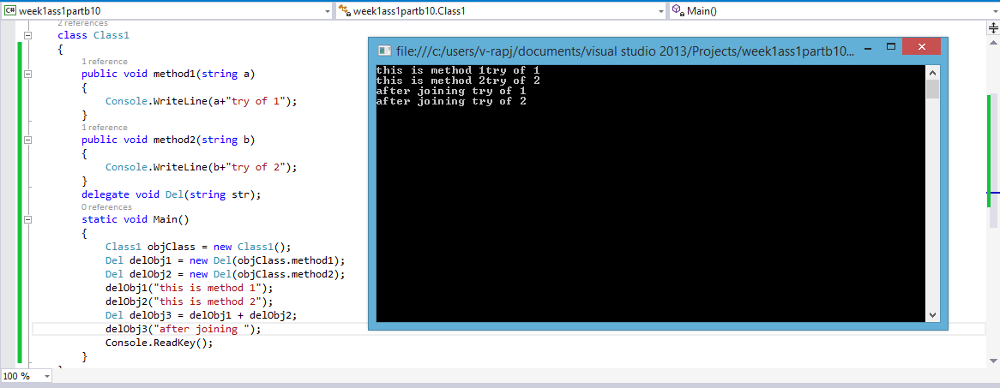 week1ass1partb10
week1ass1partb10.Class1
Main()
2 references
class Class1
{
1 reference
public void method1(string a)
{
Console.WriteLine(a+"try of 1");
}
1 reference
public void method2(string b)
{
Console.WriteLine(b+"try of 2");
}
delegate void Del(string str);
0 references
static void Main()
{
Class1 objClass = new Class1();
Del delObj1 = new Del(objClass.method1);
Del delObj2 = new Del(objClass.method2);
delObj1("this is method 1");
delObj2("this is method 2");
Del delObj3 = delObj1 + delObj2;
delObj3("after joining ");
Console.ReadKey();
}
100 %
file:///c:/users/v-rapj/documents/visual studio 2013/Projects/week1ass1partb10...
this is method 1try of 1
this is method 2try of 2
after joining try of 1
after joining try of 2